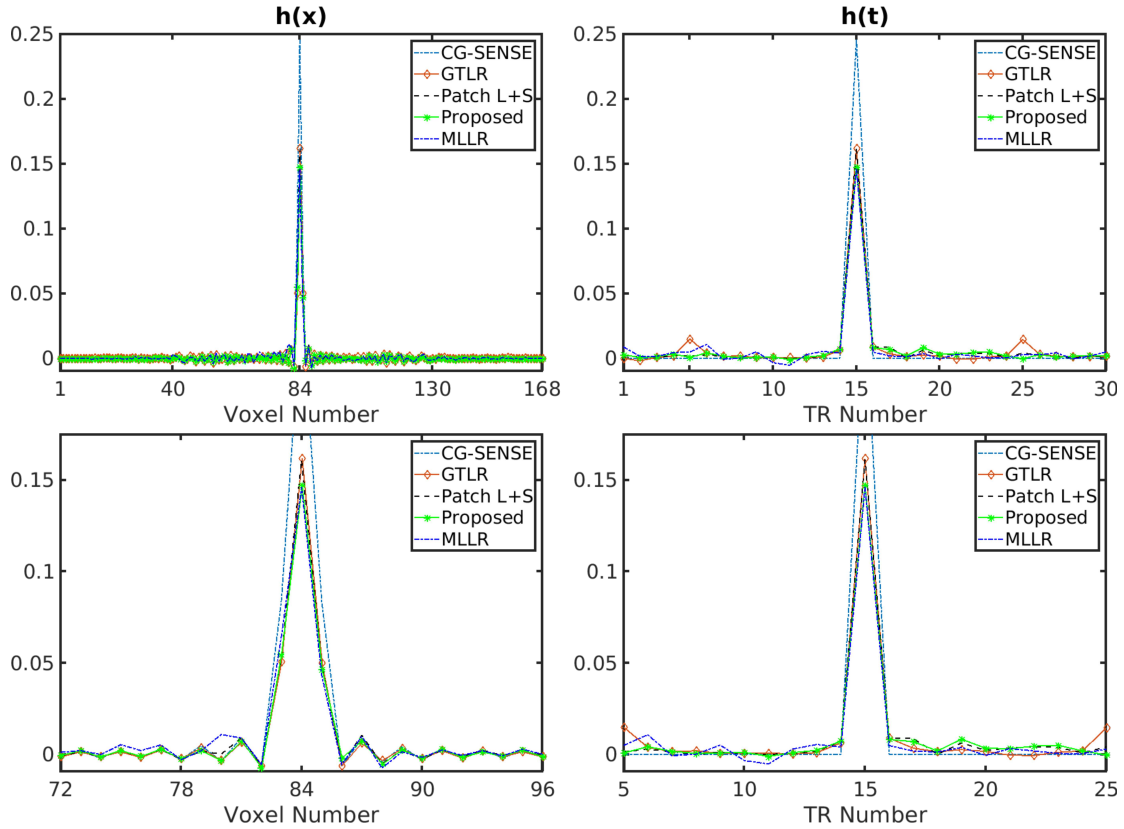 h(x)
0.25
0.2
0.15
0.1
0.05
0
CG-SENSE
GTLR
Patch L+S
Proposed
MLLR
1 40 84 130 168
Voxel Number
h(t)
0.25
0.2
0.15
0.1
0.05
0
CG-SENSE
GTLR
Patch L+S
Proposed
MLLR
1 5 10 15 20 25 30
TR Number
0.15
0.1
0.05
0
CG-SENSE
GTLR
Patch L+S
Proposed
MLLR
72 78 84 90 96
Voxel Number
0.15
0.1
0.05
0
CG-SENSE
GTLR
Patch L+S
Proposed
MLLR
5 10 15 20 25
TR Number